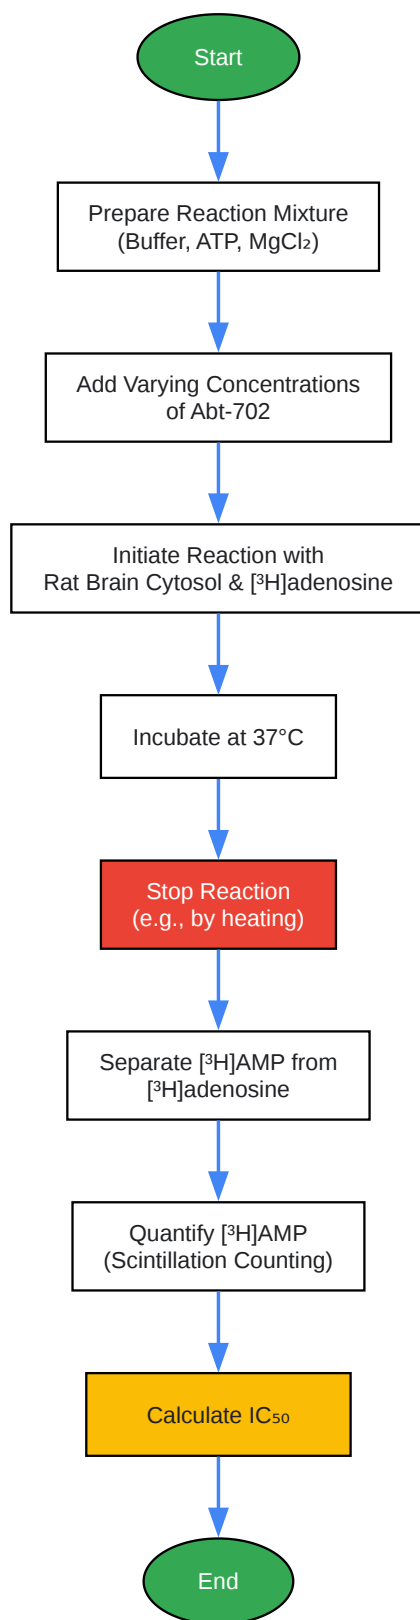 Start
Prepare Reaction Mixture
(Buffer, ATP, MgCl₂)
Add Varying Concentrations
of Abt-702
Initiate Reaction with
Rat Brain Cytosol & [³H]adenosine
Incubate at 37°C
Stop Reaction
(e.g., by heating)
Separate [³H]AMP from
[³H]adenosine
Quantify [³H]AMP
(Scintillation Counting)
Calculate IC₅₀
End